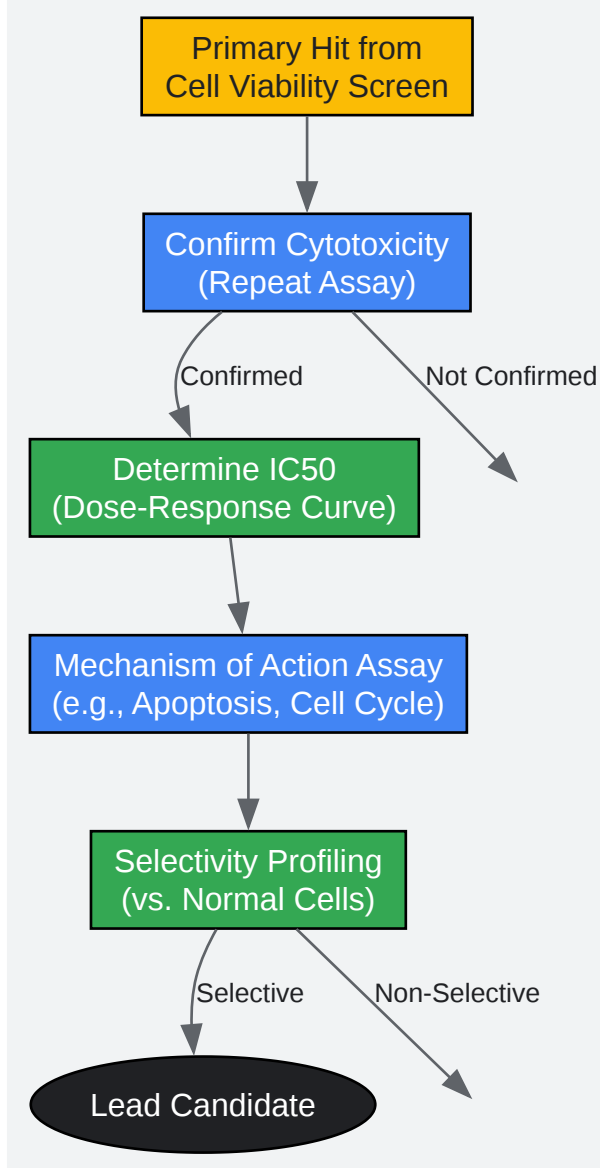 Primary Hit from
Cell Viability Screen
Confirm Cytotoxicity
(Repeat Assay)
Confirmed
Not Confirmed
Determine IC50
(Dose-Response Curve)
Mechanism of Action Assay
(e.g., Apoptosis, Cell Cycle)
Selectivity Profiling
(vs. Normal Cells)
Selective
Non-Selective
Lead Candidate